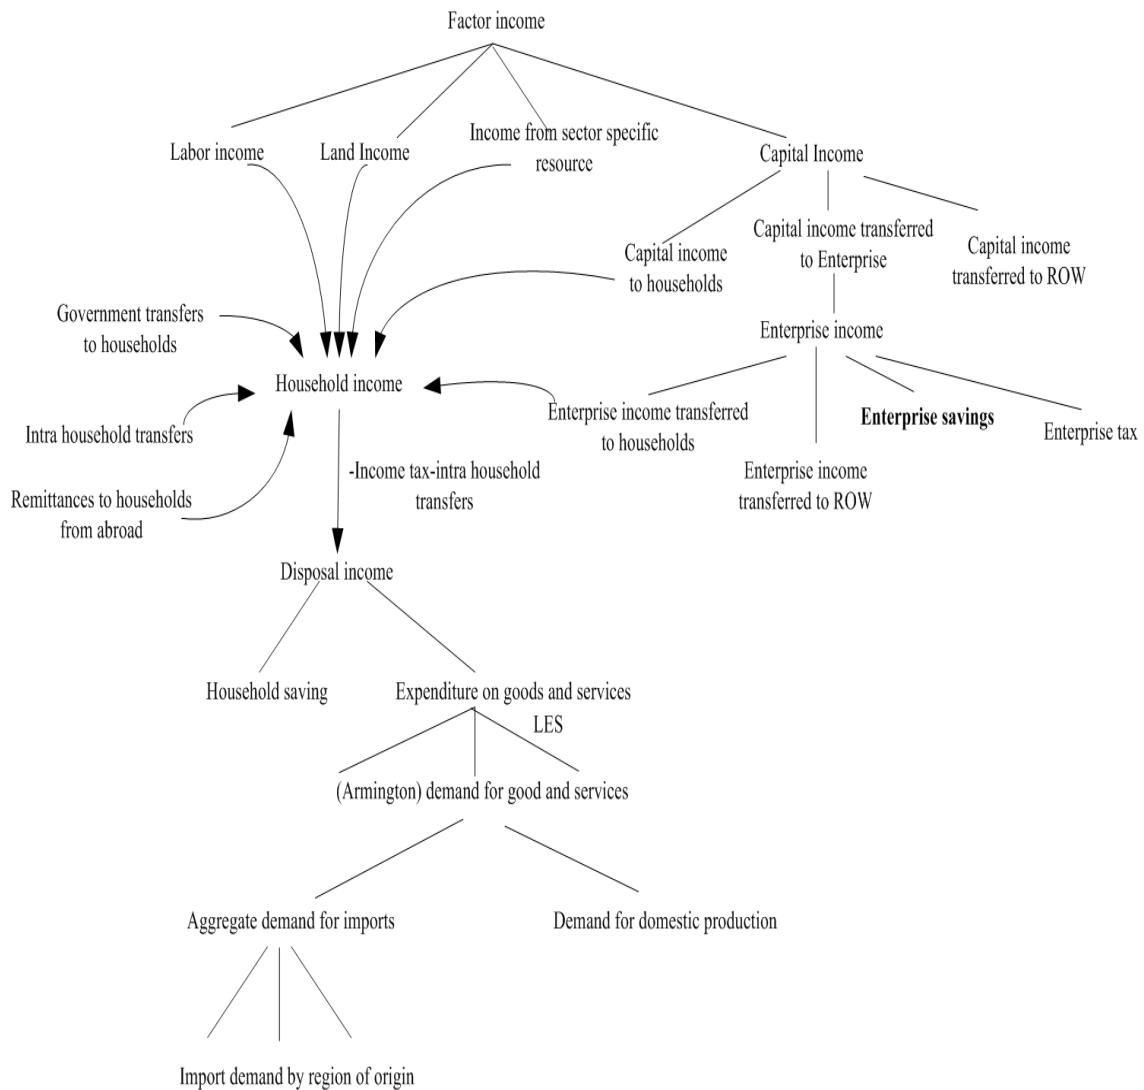 Factor income
Labor income
Land Income
Income from sector specific
resource
Capital Income
Capital income
to households
Capital income transferred
to Enterprise
Capital income
transferred to ROW
Government transfers
to households
Enterprise income
Household income
Intra household transfers
Enterprise income transferred
to households
Enterprise savings
Enterprise tax
Remittances to households
from abroad
-Income tax-intra household
transfers
Enterprise income
transferred to ROW
Disposal income
Household saving
Expenditure on goods and services
LES
(Armington) demand for good and services
Aggregate demand for imports
Demand for domestic production
Import demand by region of origin